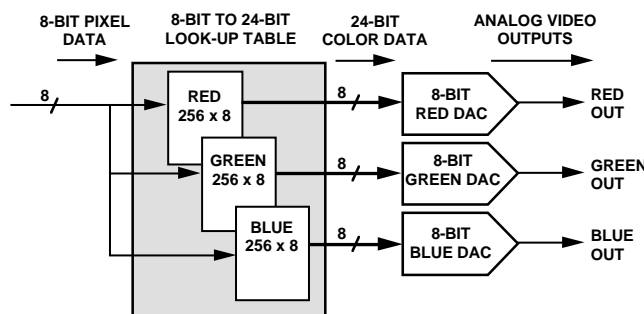 8-BIT PIXEL DATA
8-BIT TO 24-BIT LOOK-UP TABLE
24-BIT COLOR DATA
ANALOG VIDEO OUTPUTS
8
RED
256 x 8
8
8-BIT
RED DAC
RED
OUT
GREEN
256 x 8
8
8-BIT
GREEN DAC
GREEN
OUT
BLUE
256 x 8
8
8-BIT
BLUE DAC
BLUE
OUT